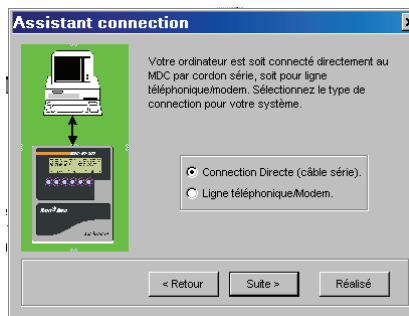 Assistant connection
Votre ordinateur est soit connecté directement au
MDC par cordon série, soit pour ligne
téléphonique/modem. Sélectionnez le type de
connection pour votre système.
Connection Directe (câble série).
Ligne téléphonique/Modem.
< Retour
Suite >
Réalisé